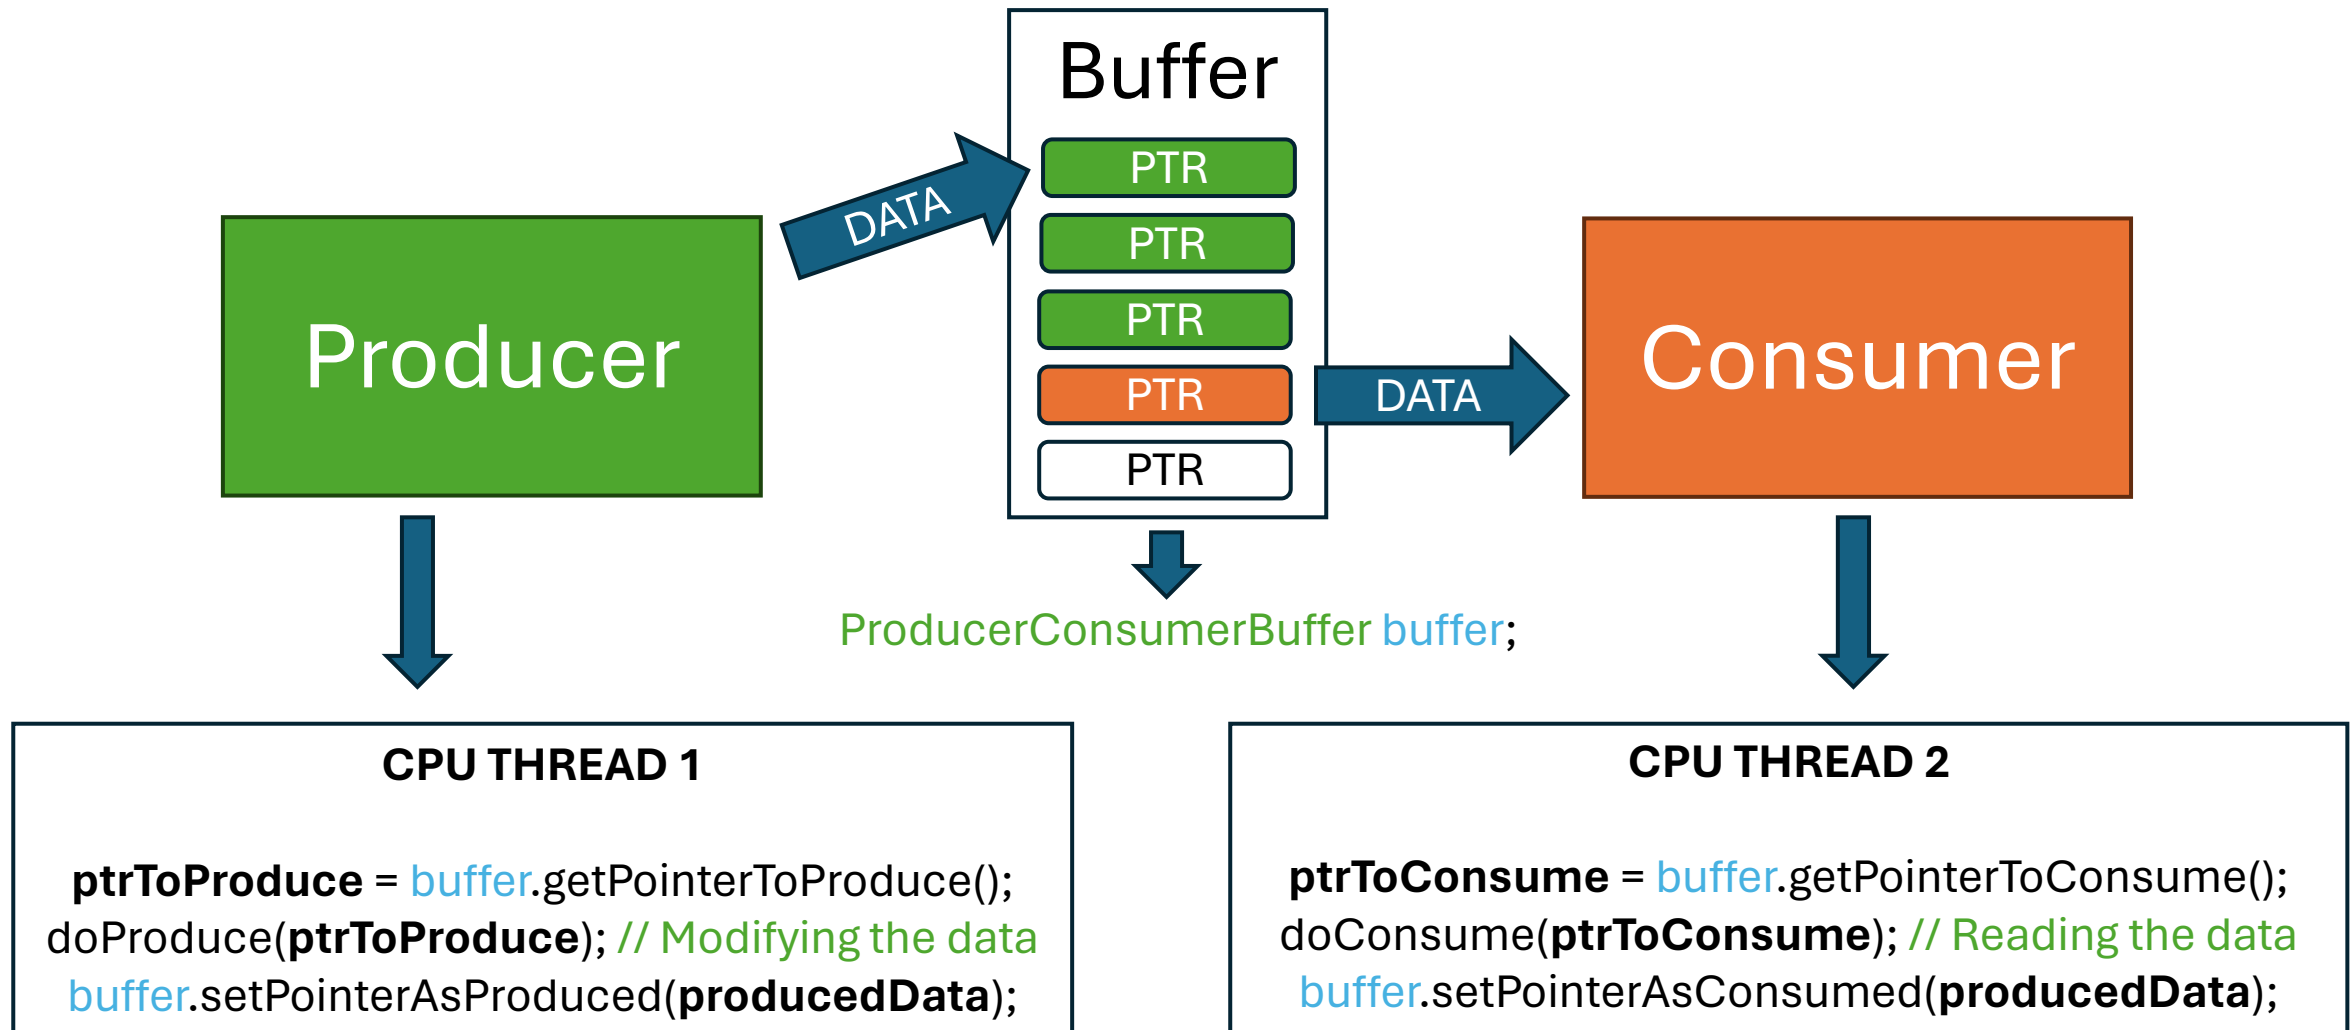 Buffer
PTR
PTR
PTR
PTR
PTR
DATA
Producer
DATA
Consumer
ProducerConsumerBuffer buffer;
CPU THREAD 1
ptrToProduce = buffer.getPointerToProduce();
doProduce(ptrToProduce); // Modifying the data
buffer.setPointerAsProduced(producedData);
CPU THREAD 2
ptrToConsume = buffer.getPointerToConsume();
doConsume(ptrToConsume); // Reading the data
buffer.setPointerAsConsumed(producedData);